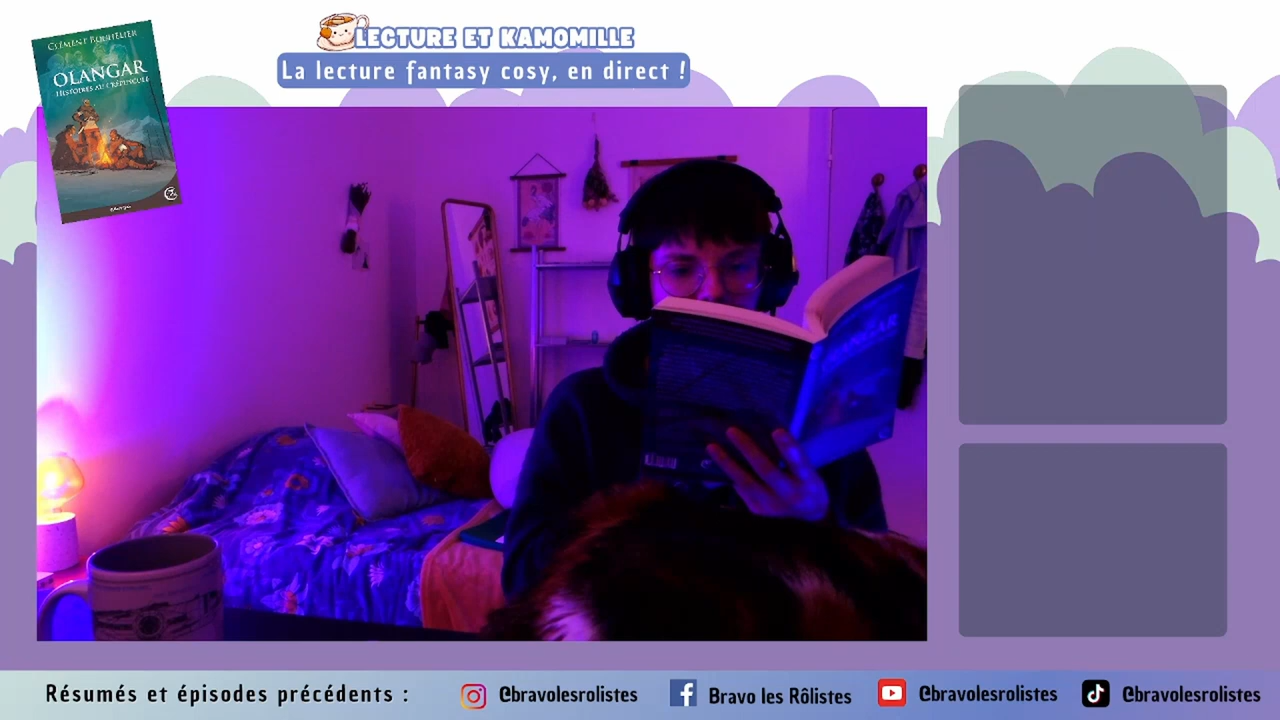 CLÉMENT BOUHÉLIER
OLANGAR
HISTOIRES AU CRÉPUSCULE
LECTURE ET KAMOMILLE
La lecture fantasy cosy, en direct !
OLANGAR
Résumés et épisodes précédents :
@bravolesrolistes
Bravo les Rôlistes
@bravolesrolistes
@bravolesrolistes